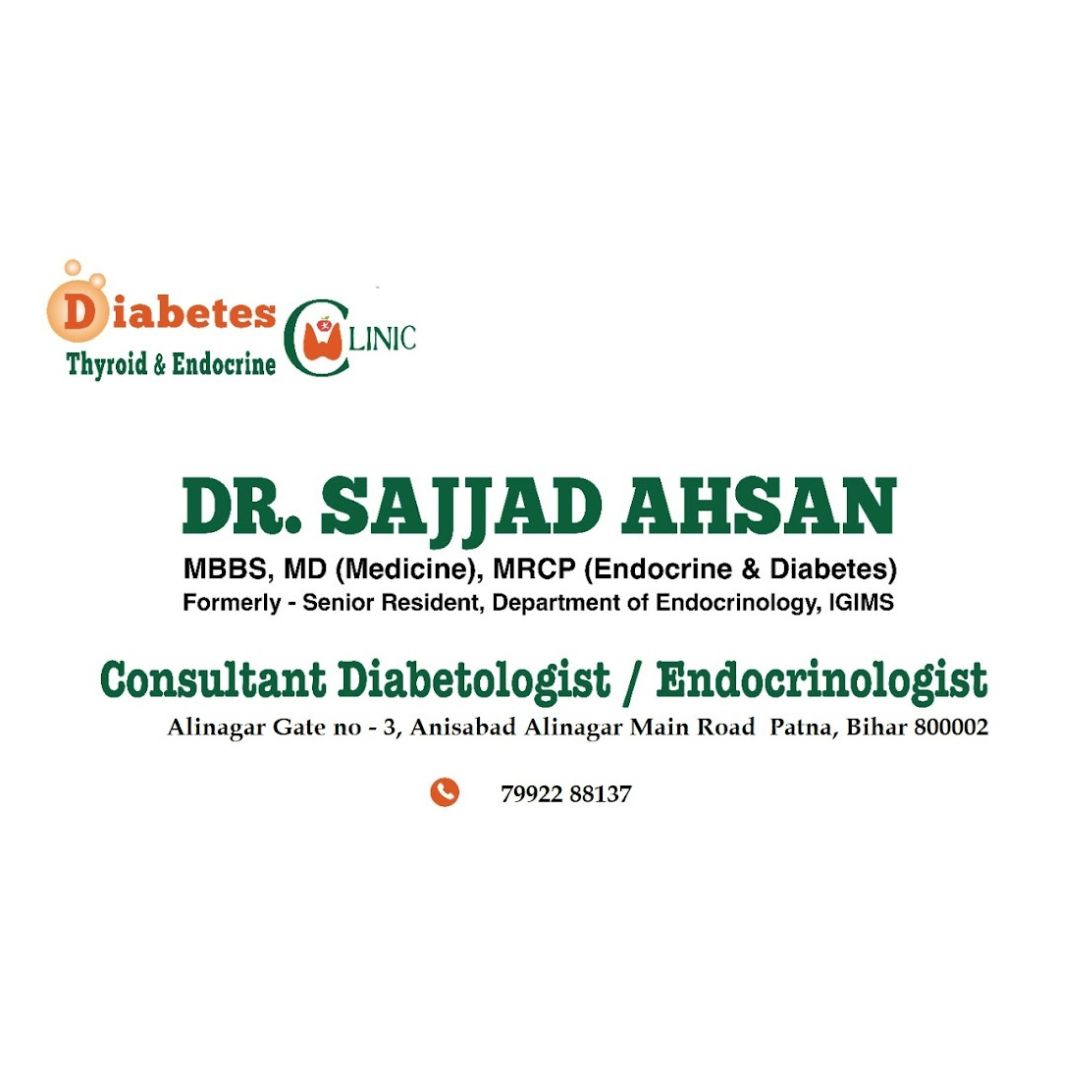 Diabetes
Thyroid & Endocrine
CLINIC
DR. SAJJAD AHSAN
MBBS, MD (Medicine), MRCP (Endocrine & Diabetes)
Formerly - Senior Resident, Department of Endocrinology, IGIMS
Consultant Diabetologist / Endocrinologist
Alinagar Gate no - 3, Anisabad Alinagar Main Road Patna, Bihar 800002
79922 88137